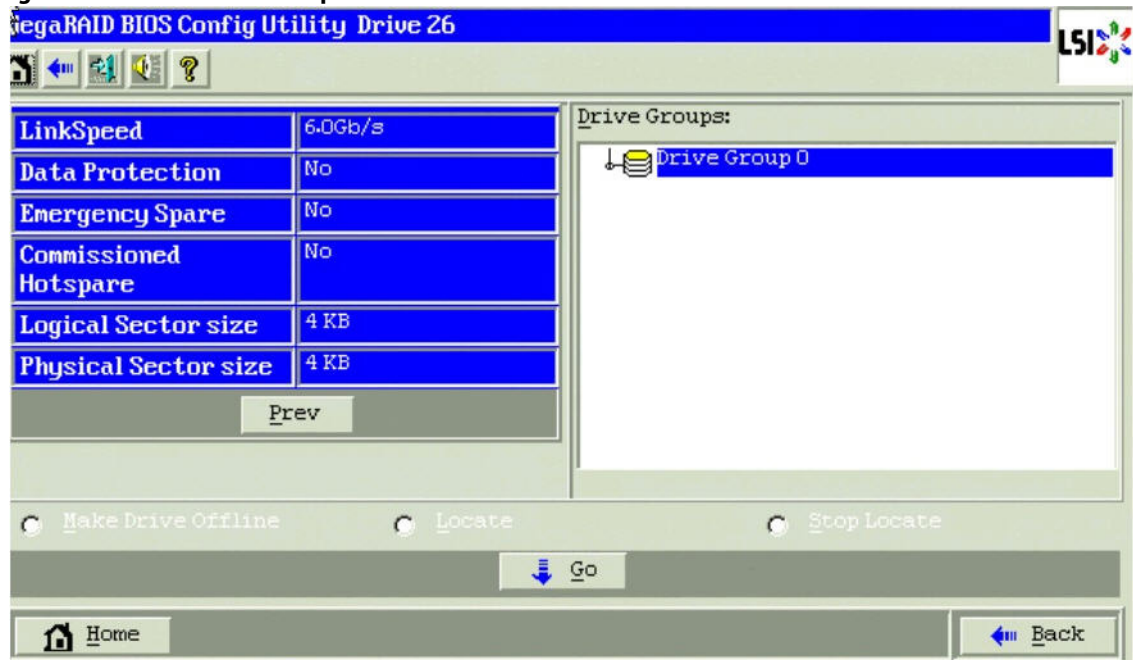 egaRAID BIOS Config Utility Drive 26
LSI
LinkSpeed 6.0Gb/s
Data Protection No
Emergency Spare No
Commissioned Hotspare No
Logical Sector size 4 KB
Physical Sector size 4 KB
Prev
Drive Groups:
Drive Group 0
Make Drive Offline Locate Stop Locate
Go
Home Back